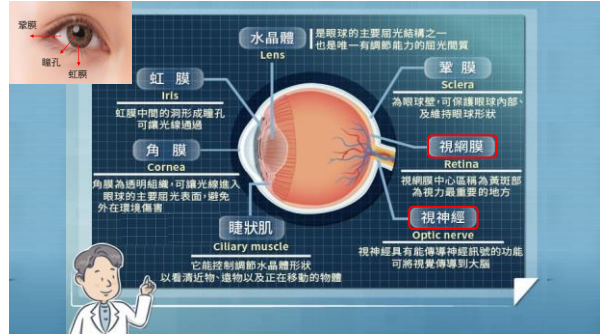 鞏膜
瞳孔
虹膜
水晶體
Lens
是眼球的主要屈光結構之一
也是唯一有調節能力的屈光間質
虹膜
Iris
虹膜中間的洞形成瞳孔
可讓光線通過
角膜
Cornea
角膜為透明組織,可讓光線進入
眼球的主要屈光表面,避免
外在環境傷害
睫狀肌
Ciliary muscle
它能控制調節水晶體形狀
以看清近物、遠物以及正在移動的物體
鞏膜
Sclera
為眼球壁,可保護眼球內部、
及維持眼球形狀
視網膜
Retina
視網膜中心區稱為黃斑部
為視力最重要的地方
視神經
Optic nerve
視神經具有能傳導神經訊號的功能
可將視覺傳導到大腦